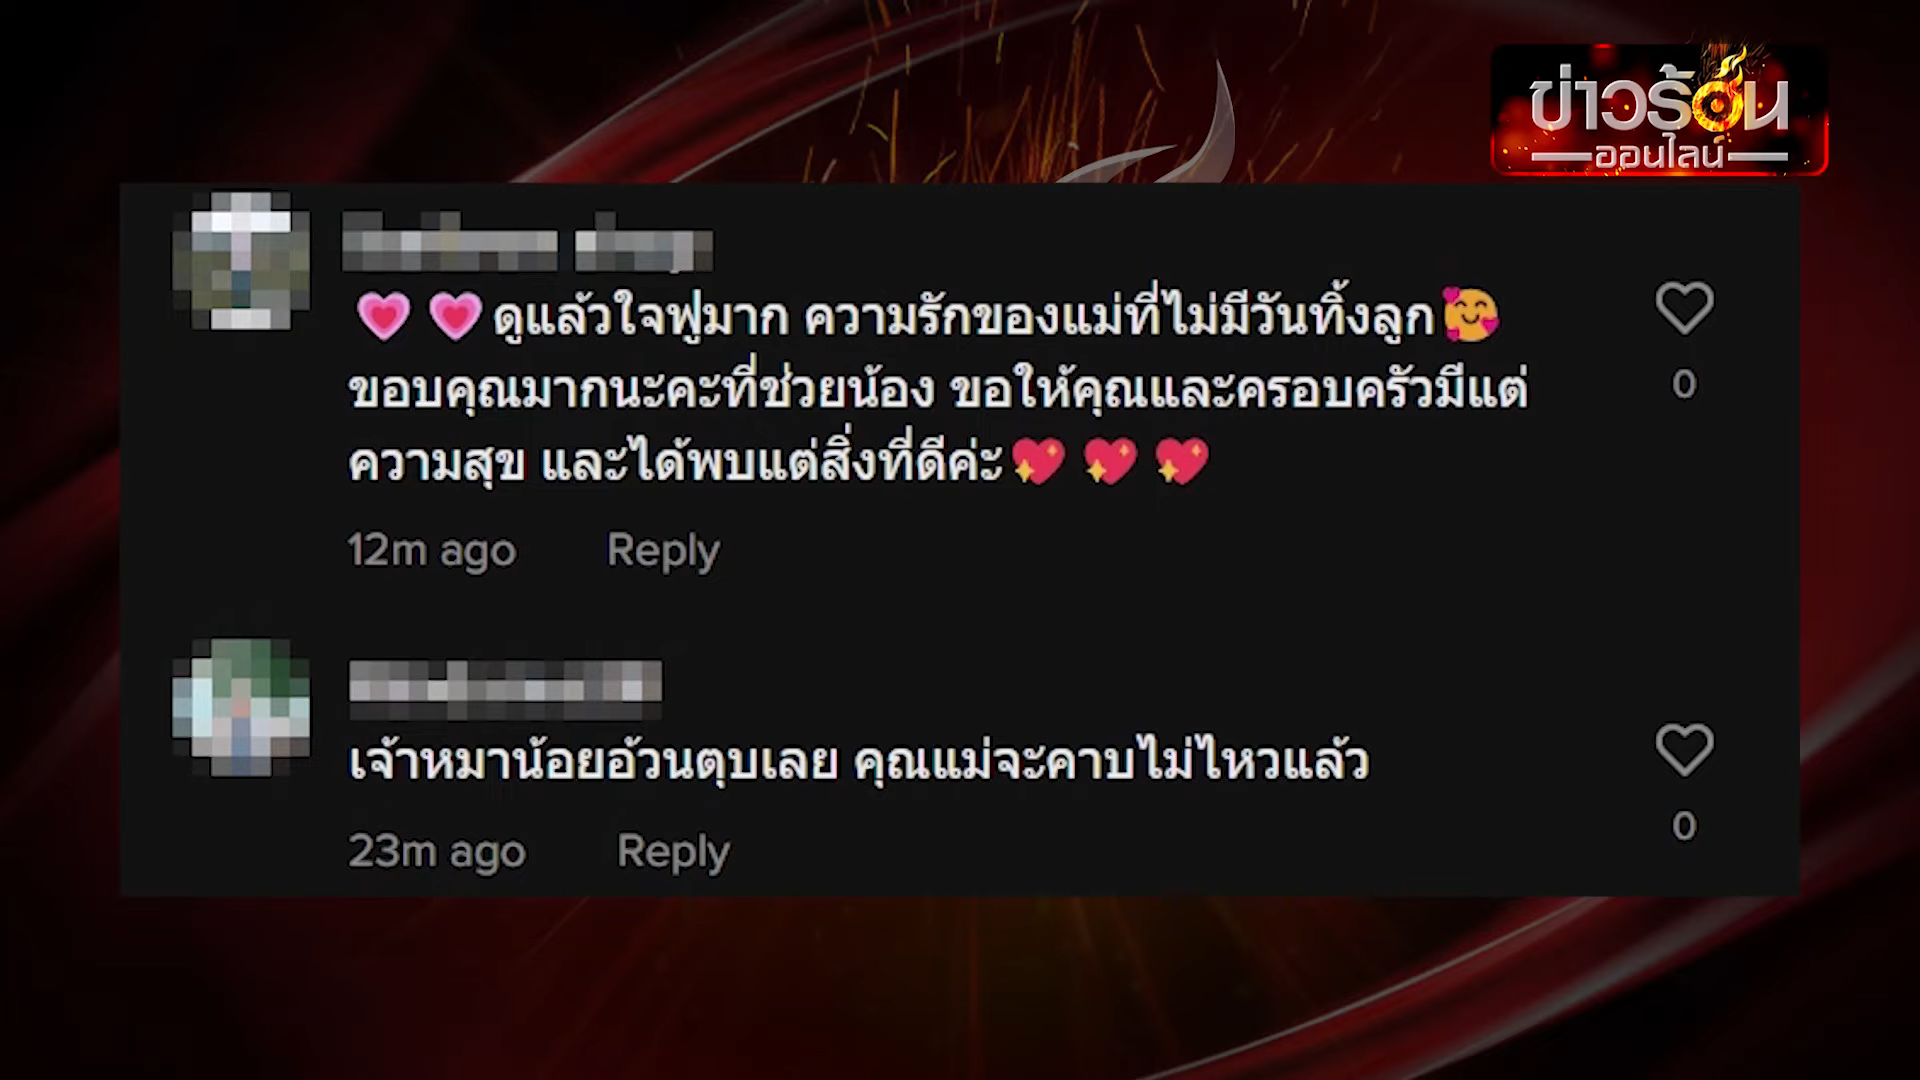 ข่าวร้อน
ออนไลน์
💗 💗 ดูแล้วใจฟูมาก ความรักของแม่ที่ไม่มีวันทิ้งลูก🥰
ขอบคุณมากนะคะที่ช่วยน้อง ขอให้คุณและครอบครัวมีแต่
ความสุข และได้พบแต่สิ่งที่ดีค่ะ💖 💖 💖
0
12m ago Reply
เจ้าหมาน้อยอ้วนตุบเลย คุณแม่จะคาบไม่ไหวแล้ว
0
23m ago Reply